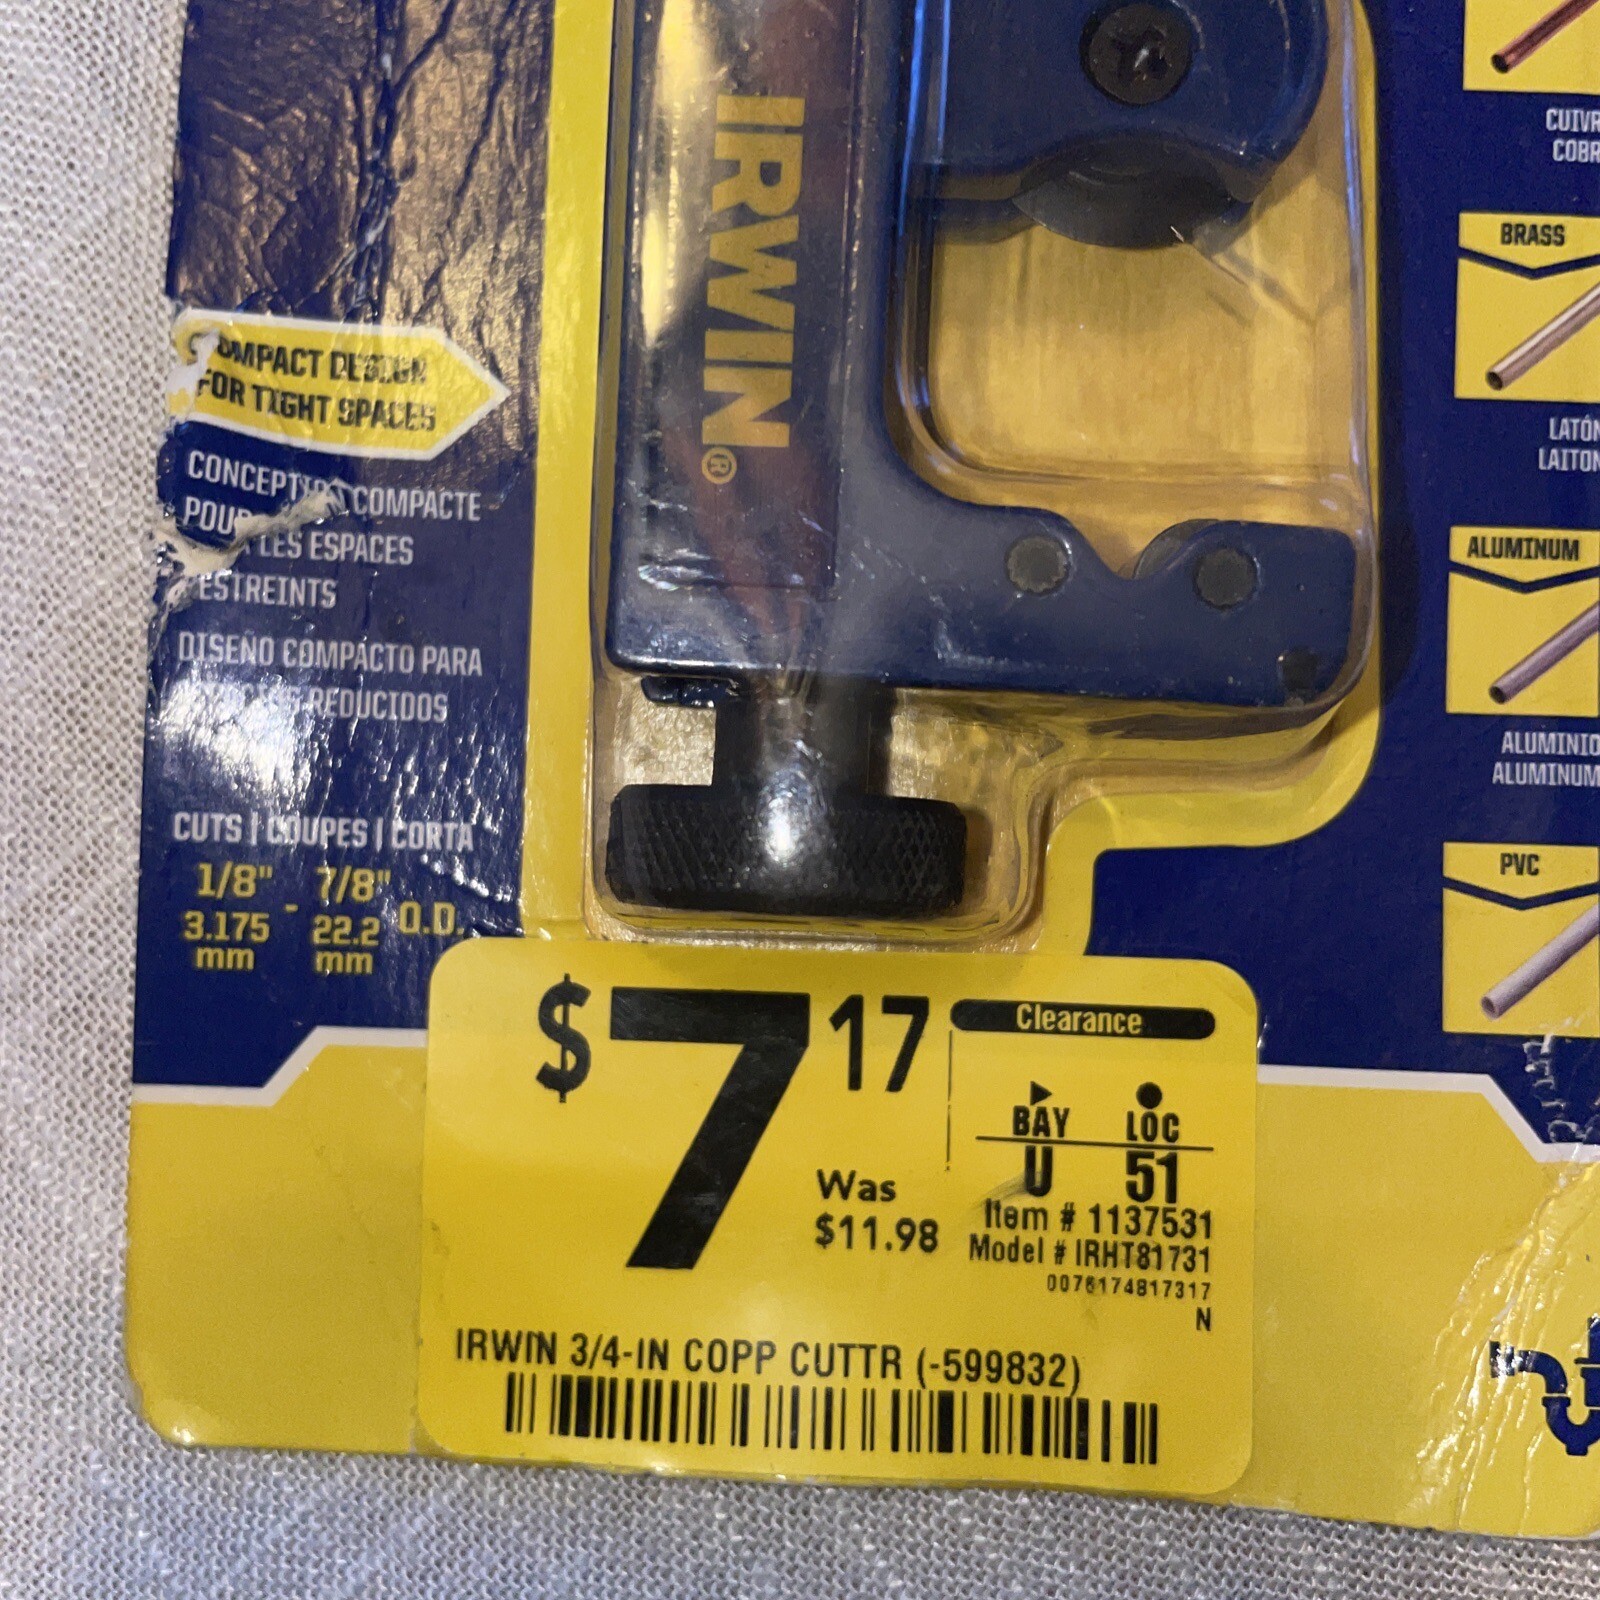 IRWIN®
COMPACT DESIGN
FOR TIGHT SPACES
CONCEPTION COMPACTE
POUR LES ESPACES
RESTREINTS
DISEÑO COMPACTO PARA
REDUCIDOS
CUTS | COUPES | CORTA
1/8" - 7/8" O.D.
3.175 22.2
mm mm
CUIVR
COBR
BRASS
LATÓN
LAITON
ALUMINUM
ALUMINIO
ALUMINUM
PVC
$7 17
Clearance
BAY LOC
U 51
Was
$11.98
Item # 1137531
Model # IRHT81731
0076174817317
N
IRWIN 3/4-IN COPP CUTTR (-599832)